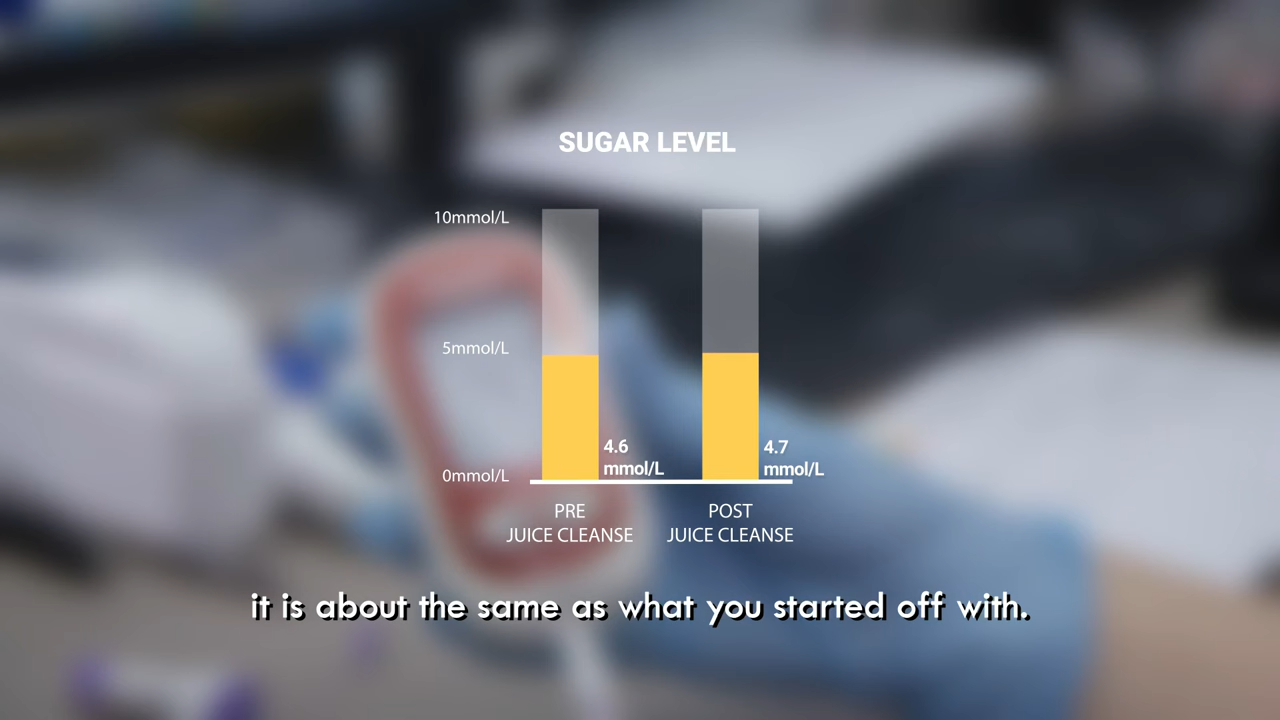 SUGAR LEVEL
10mmol/L
5mmol/L
0mmol/L
4.6
mmol/L
4.7
mmol/L
PRE
JUICE CLEANSE
POST
JUICE CLEANSE
it is about the same as what you started off with.